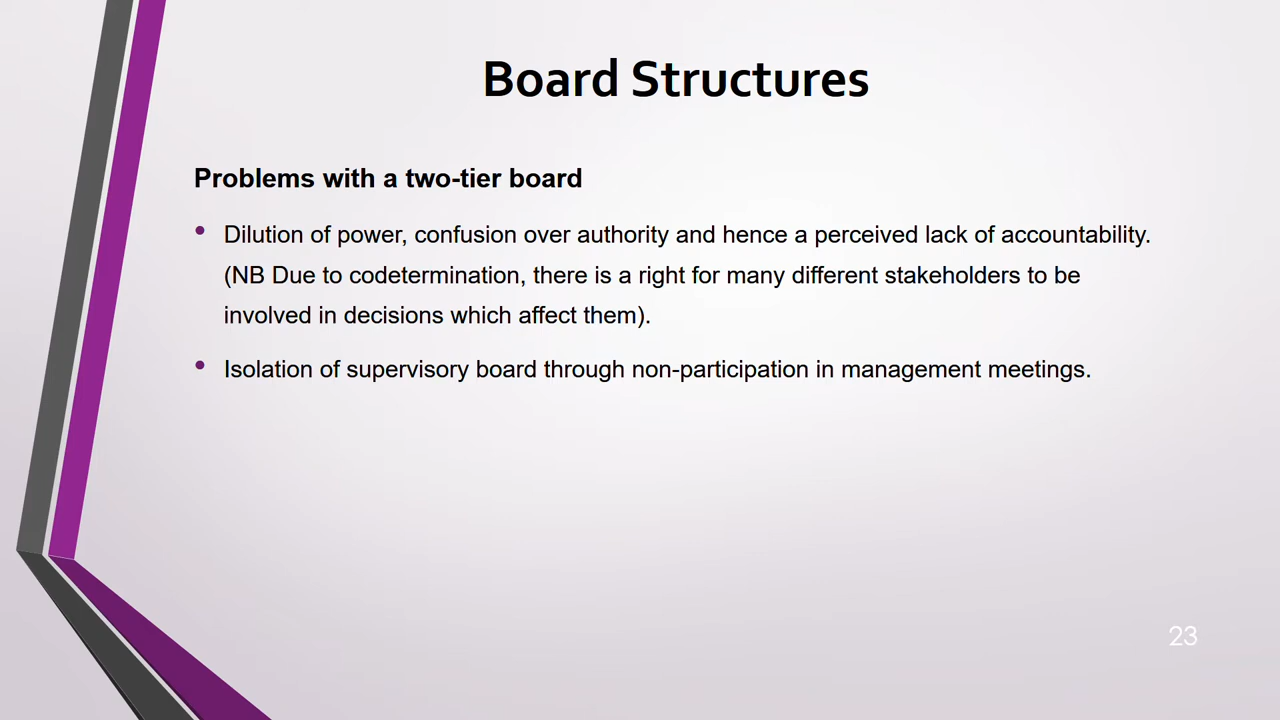 Board Structures
Problems with a two-tier board
• Dilution of power, confusion over authority and hence a perceived lack of accountability.
(NB Due to codetermination, there is a right for many different stakeholders to be
involved in decisions which affect them).
• Isolation of supervisory board through non-participation in management meetings.
23